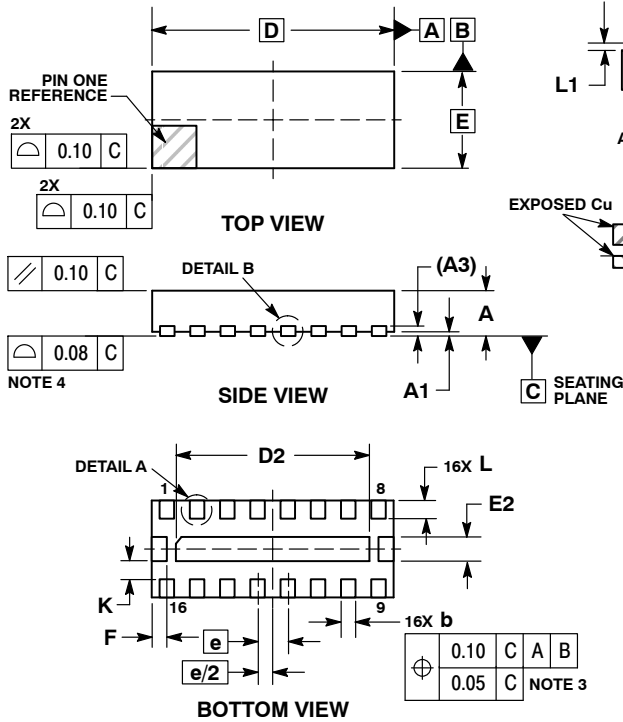 D
A B
PIN ONE
REFERENCE
L1
E
2X
0.10 C
2X
0.10 C
TOP VIEW
EXPOSED Cu
0.10 C
DETAIL B
(A3)
A
0.08 C
NOTE 4
SIDE VIEW
A1
C SEATING
PLANE
D2
DETAIL A
16X L
1
8
E2
K
16
9
F
e
16X b
e/2
0.10 C A B
0.05 C NOTE 3
BOTTOM VIEW